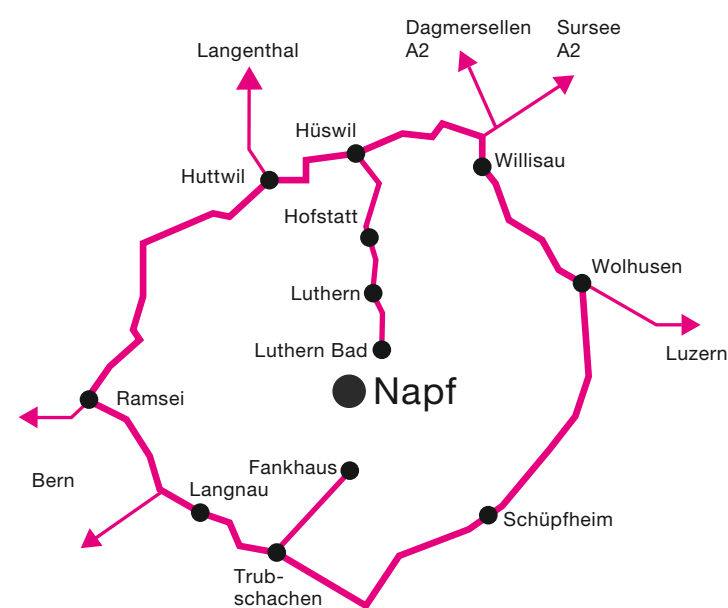 Dagmersellen
A2
Sursee
A2
Langenthal
Hüswil
Willisau
Huttwil
Hofstatt
Wolhusen
Luthern
Luthern Bad
Luzern
Napf
Ramsei
Fankhaus
Bern
Langnau
Schüpfheim
Trub-
schachen